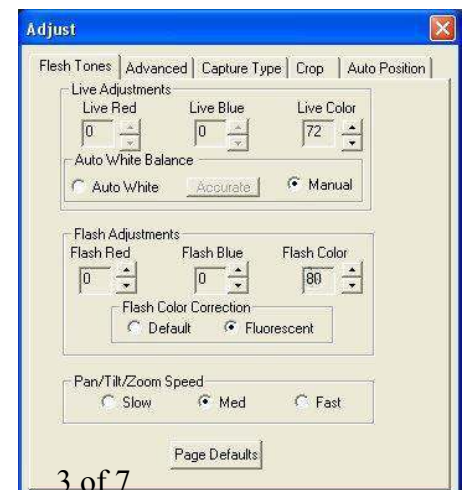 Adjust
Flesh Tones Advanced Capture Type Crop Auto Position
Live Adjustments
Live Red Live Blue Live Color
0 0 72
Auto White Balance
Auto White Accurate Manual
Flash Adjustments
Flash Red Flash Blue Flash Color
0 0 80
Flash Color Correction
Default Fluorescent
Pan/Tilt/Zoom Speed
Slow Med Fast
Page Defaults
3 of 7